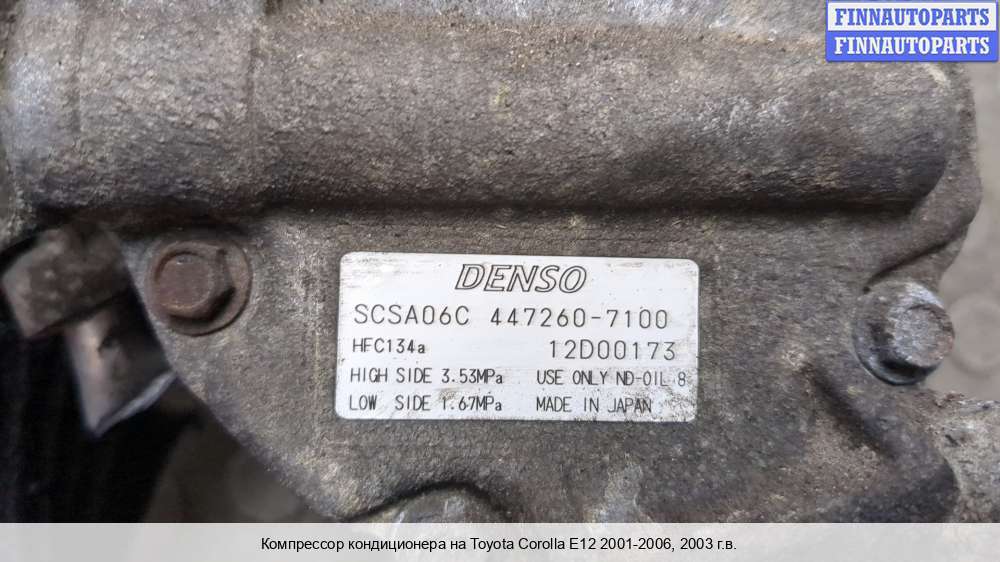 FINNAUTOPARTS
FINNAUTOPARTS
DENSO
SCSA06C 447260-7100
HFC134a 12D00173
HIGH SIDE 3.53MPa USE ONLY ND-OIL 8
LOW SIDE 1.67MPa MADE IN JAPAN
Компрессор кондиционера на Toyota Corolla E12 2001-2006, 2003 г.в.